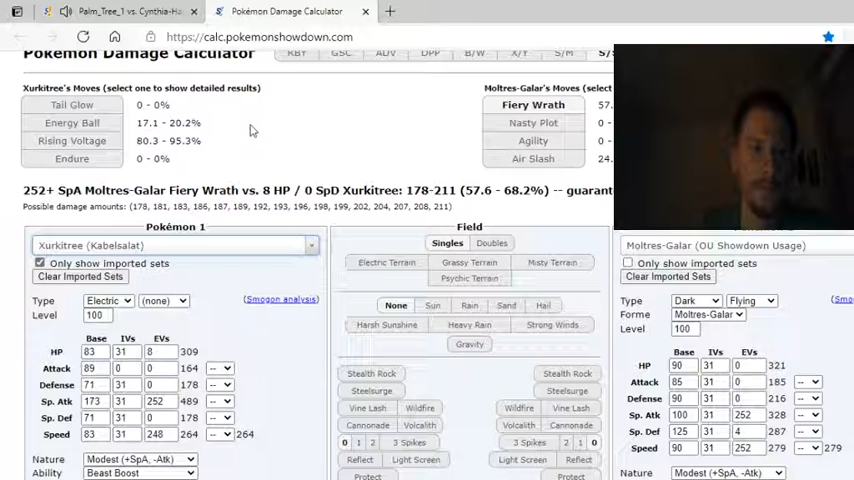 Palm_Tree_1 vs. Cynthia-Ha
Pokémon Damage Calculator
https://calc.pokemonshowdown.com
Pokémon Damage Calculator
RBY GSC ADV DPP B/W X/Y S/M
Xurkitree's Moves (select one to show detailed results)
Moltres-Galar's Moves (select
Tail Glow 0 - 0%
Fiery Wrath 57.
Energy Ball 17.1 - 20.2%
Nasty Plot 0 -
Rising Voltage 80.3 - 95.3%
Agility 0 -
Endure 0 - 0%
Air Slash 24.
252+ SpA Moltres-Galar Fiery Wrath vs. 8 HP / 0 SpD Xurkitree: 178-211 (57.6 - 68.2%) -- guarant
Possible damage amounts: (178, 181, 183, 186, 187, 189, 192, 193, 196, 198, 199, 202, 204, 207, 208, 211)
Pokémon 1
Field
Xurkitree (Kabelsalat)
Singles Doubles
Moltres-Galar (OU Showdown Usage)
Only show imported sets
Electric Terrain Grassy Terrain Misty Terrain
Only show imported sets
Clear Imported Sets
Psychic Terrain
Clear Imported Sets
Type Electric (none) (Smogon analysis)
None Sun Rain Sand Hail
Type Dark Flying (Smo
Level 100
Harsh Sunshine Heavy Rain Strong Winds
Forme Moltres-Galar
Gravity
Level 100
Base IVs EVs
HP 83 31 8 309
Attack 89 0 0 164 --
Defense 71 31 0 178 --
Sp. Atk 173 31 252 489 --
Sp. Def 71 31 0 178 --
Speed 83 31 248 264 -- 264
Nature Modest (+SpA, -Atk)
Ability Beast Boost
Stealth Rock Stealth Rock
Steelsurge Steelsurge
Vine Lash Wildfire Wildfire Vine Lash
Cannonade Volcalith Volcalith Cannonade
0 1 2 3 Spikes 3 Spikes 2 1 0
Reflect Light Screen Light Screen Reflect
Protect Protect
Base IVs EVs
HP 90 31 0 321
Attack 85 31 0 185 --
Defense 90 31 0 216 --
Sp. Atk 100 31 252 328 --
Sp. Def 125 31 4 287 --
Speed 90 31 252 279 -- 279
Nature Modest (+SpA, -Atk)